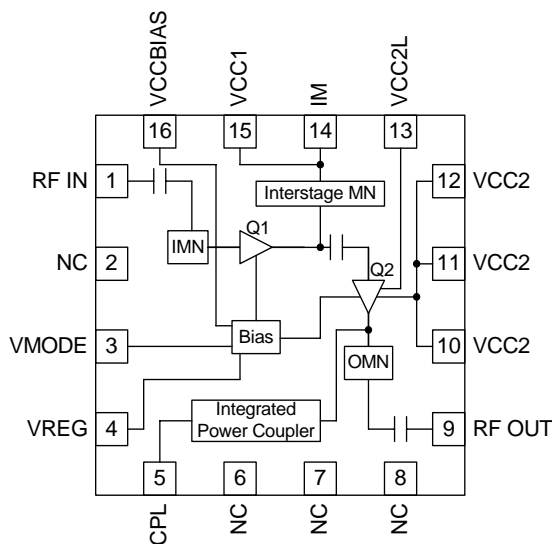 VCCBIAS
VCC1
IM
VCC2L
16
15
14
13
RF IN
1
12
VCC2
Interstage MN
Q1
IMN
NC
2
11
VCC2
Q2
VMODE
3
Bias
10
VCC2
OMN
VREG
4
Integrated
Power Coupler
9
RF OUT
5
6
7
8
CPL
NC
NC
NC